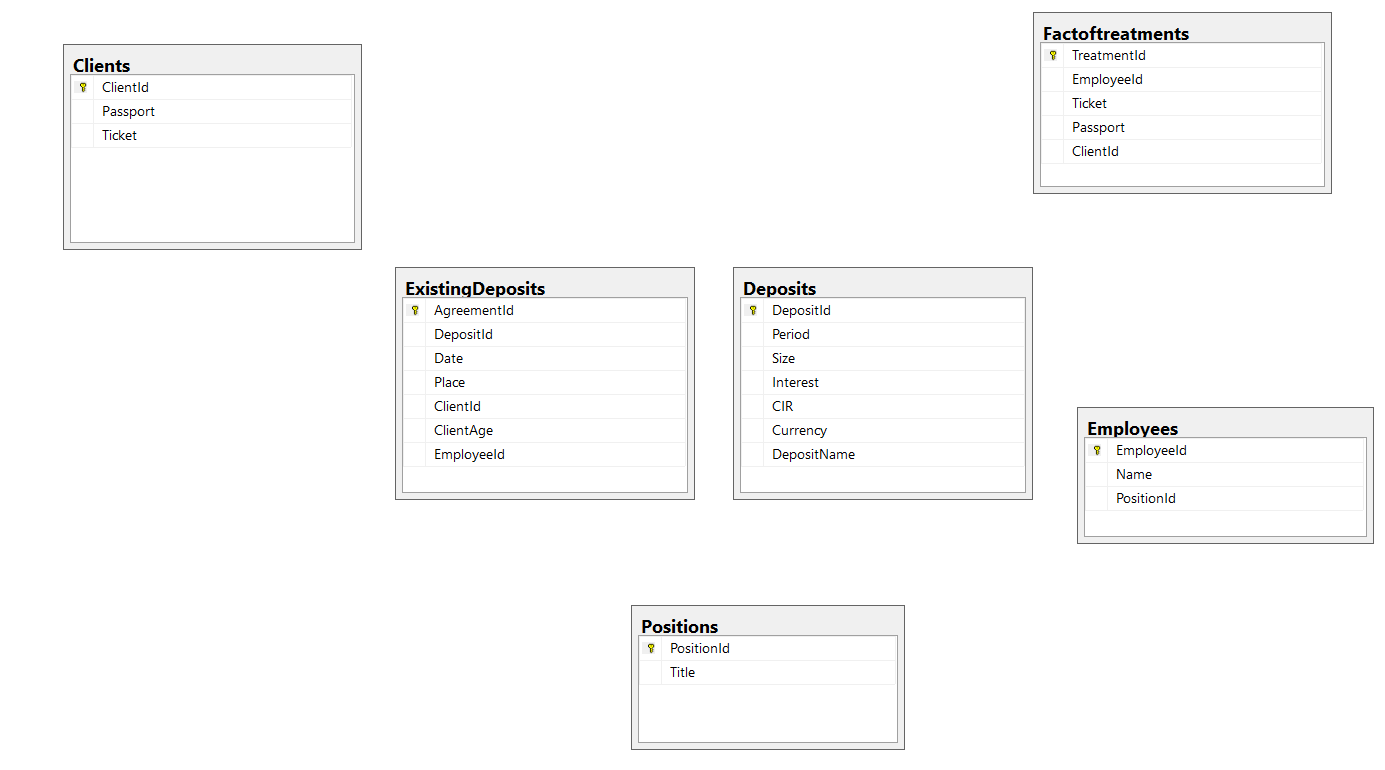 Clients
ClientId
Passport
Ticket
Factoftreatments
TreatmentId
EmployeeId
Ticket
Passport
ClientId
ExistingDeposits
AgreementId
DepositId
Date
Place
ClientId
ClientAge
EmployeeId
Deposits
DepositId
Period
Size
Interest
CIR
Currency
DepositName
Employees
EmployeeId
Name
PositionId
Positions
PositionId
Title